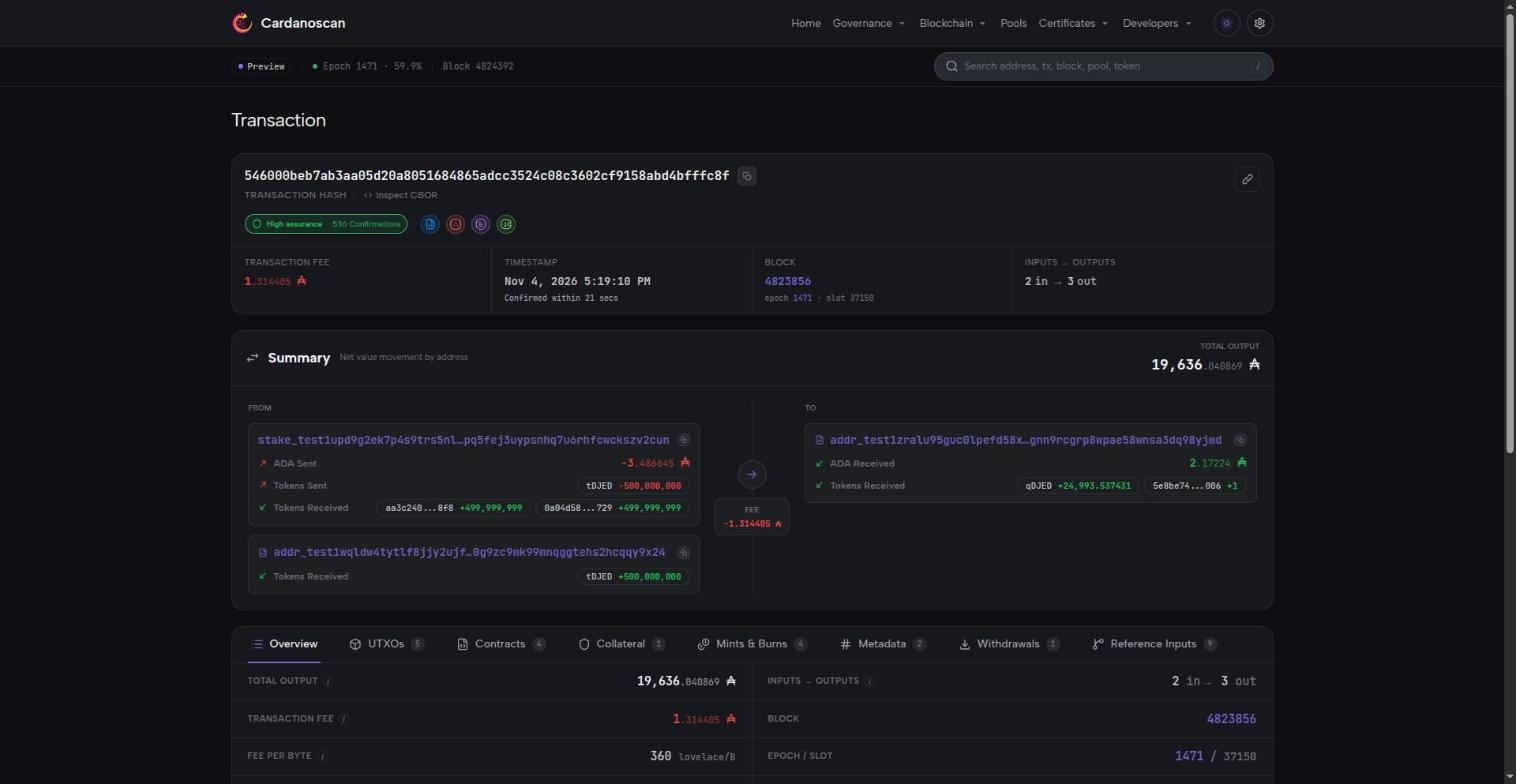 Cardanoscan Home Governance Blockchain Pools Certificates Developers
Preview Epoch 1471 · 59.9% Block 4824392 Search address, tx, block, pool, token /
Transaction
546000beb7ab3aa05d20a8051684865adcc3524c08c3602cf9158abd4bfffc8f
TRANSACTION HASH <> Inspect CBOR
High assurance · 536 Confirmations
TRANSACTION FEE TIMESTAMP BLOCK INPUTS → OUTPUTS
1.314405 ₳ Nov 4, 2026 5:19:10 PM 4823856 2 in → 3 out
Confirmed within 21 secs epoch 1471 · slot 37150
Summary Net value movement by address
TOTAL OUTPUT
19,636.040869 ₳
FROM TO
stake_test1upd9g2ek7p4s9trs5nl…pq5fej3uypsnhq7u6rhfcwckszv2cun addr_test1zralu95guc0lpefd58x…gnn9rcgrp8wpae58wnsa3dq98yjmd
ADA Sent -3.486645 ₳ ADA Received 2.17224 ₳
Tokens Sent tDJED -500,000,000 Tokens Received qDJED +24,993.537431 5e8be74...006 +1
Tokens Received aa3c240...8f8 +499,999,999 0a04d58...729 +499,999,999
FEE
-1.314405 ₳
addr_test1wqldw4tytlf8jjy2ujf…0g9zc9mk99mnqggtehs2hcqqy9x24
Tokens Received tDJED +500,000,000
Overview UTXOs 5 Contracts 4 Collateral 1 Mints & Burns 4 Metadata 2 Withdrawals 1 Reference Inputs 9
TOTAL OUTPUT i 19,636.040869 ₳ INPUTS → OUTPUTS i 2 in → 3 out
TRANSACTION FEE i 1.314405 ₳ BLOCK 4823856
FEE PER BYTE i 360 lovelace/B EPOCH / SLOT 1471 / 37150